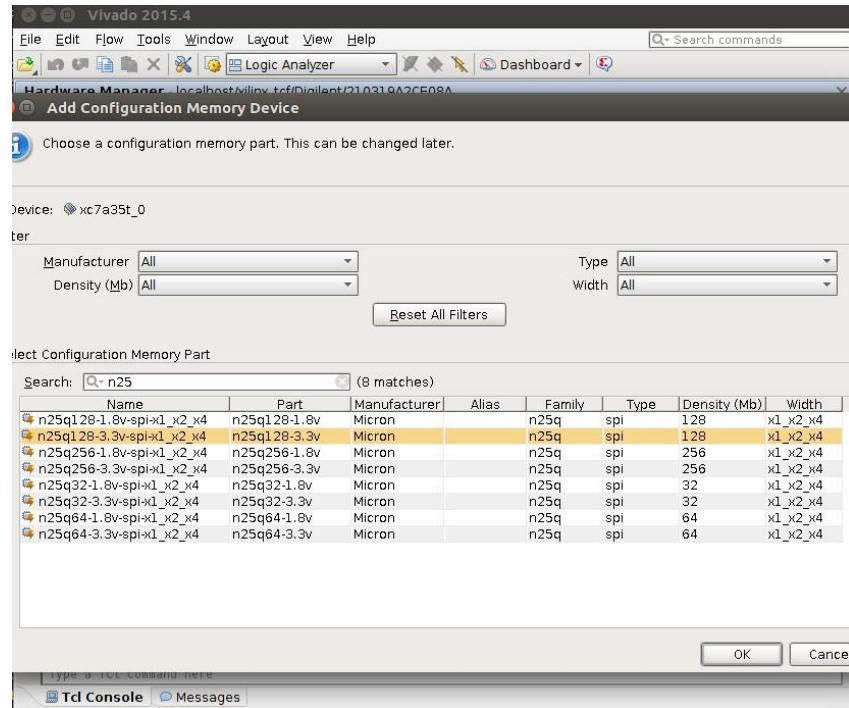 Vivado 2015.4
File Edit Flow Tools Window Layout View Help
Search commands
Logic Analyzer
Dashboard
Hardware Manager - localhost/xilinx_tcf/Digilent/210319A2CE08A
Add Configuration Memory Device
Choose a configuration memory part. This can be changed later.
Device: xc7a35t_0
ter
Manufacturer All Type All
Density (Mb) All Width All
Reset All Filters
elect Configuration Memory Part
Search: n25 (8 matches)
Name Part Manufacturer Alias Family Type Density (Mb) Width
n25q128-1.8v-spi-x1_x2_x4 n25q128-1.8v Micron n25q spi 128 x1_x2_x4
n25q128-3.3v-spi-x1_x2_x4 n25q128-3.3v Micron n25q spi 128 x1_x2_x4
n25q256-1.8v-spi-x1_x2_x4 n25q256-1.8v Micron n25q spi 256 x1_x2_x4
n25q256-3.3v-spi-x1_x2_x4 n25q256-3.3v Micron n25q spi 256 x1_x2_x4
n25q32-1.8v-spi-x1_x2_x4 n25q32-1.8v Micron n25q spi 32 x1_x2_x4
n25q32-3.3v-spi-x1_x2_x4 n25q32-3.3v Micron n25q spi 32 x1_x2_x4
n25q64-1.8v-spi-x1_x2_x4 n25q64-1.8v Micron n25q spi 64 x1_x2_x4
n25q64-3.3v-spi-x1_x2_x4 n25q64-3.3v Micron n25q spi 64 x1_x2_x4
OK Cance
Type a Tcl command here
Tcl Console Messages